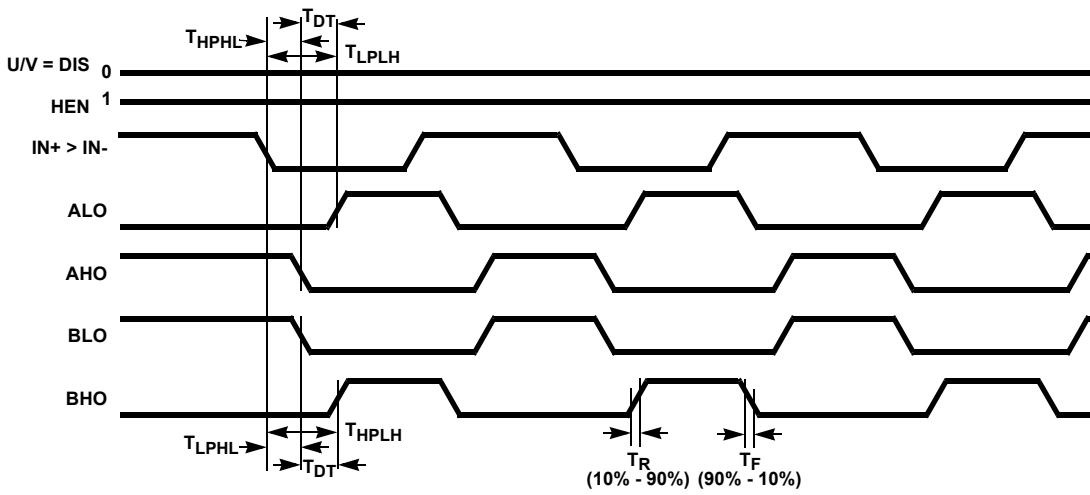 T_DT
T_HPHL
T_LPLH
U/V = DIS 0
HEN 1
IN+ > IN-
ALO
AHO
BLO
BHO
T_LPHL
T_HPLH
T_DT
T_R
(10% - 90%)
T_F
(90% - 10%)